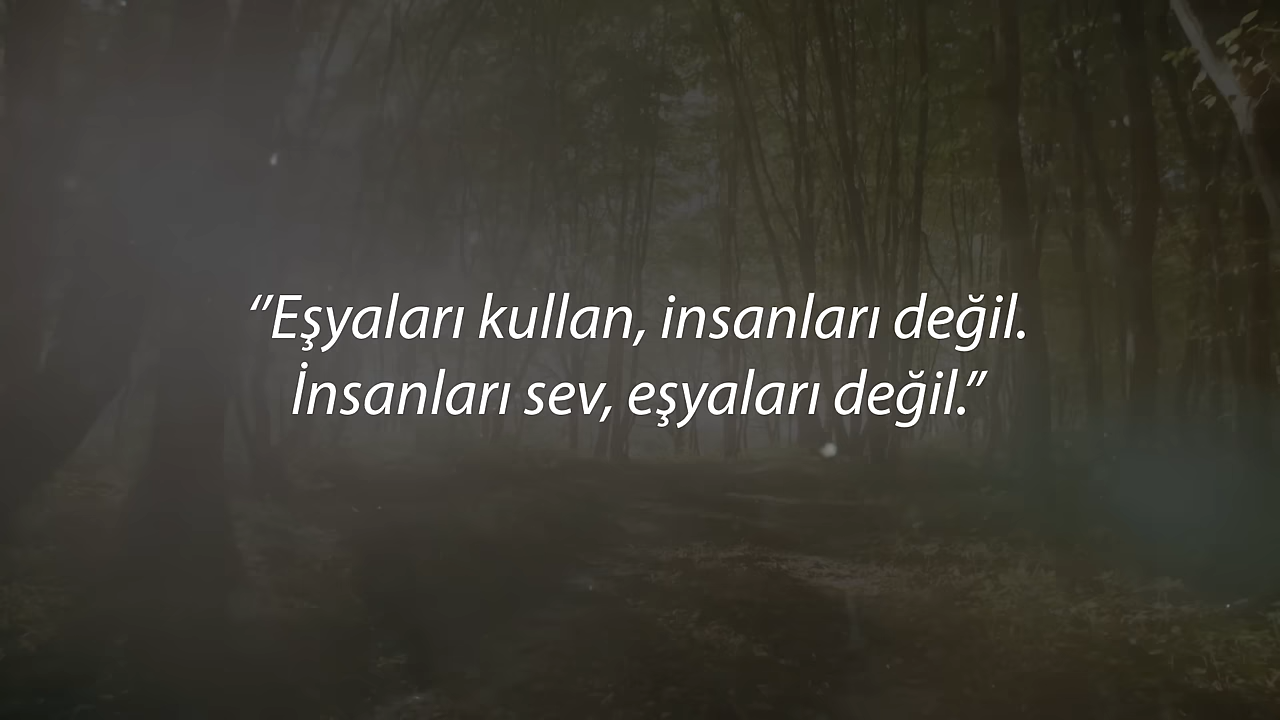 ‘’Eşyaları kullan, insanları değil.
İnsanları sev, eşyaları değil.’’